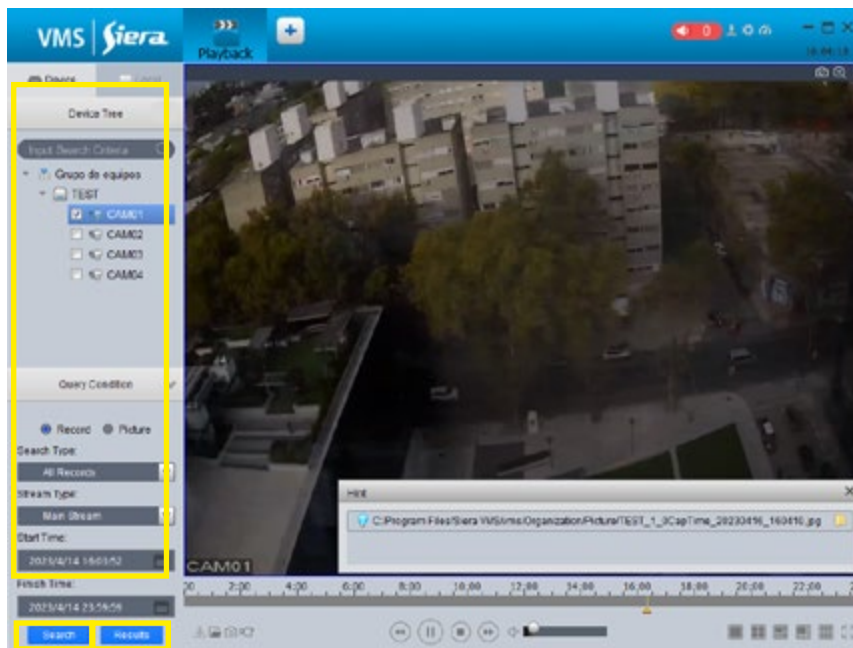 VMS Siera
Playback
0
Device
Device Tree
Input Search Criteria
Grupo de equipos
TEST
CAM01
CAM02
CAM03
CAM04
Query Condition
Record Picture
Search Type:
All Records
Stream Type:
Main Stream
Start Time:
2023/4/14 16:03:52
Finish Time:
2023/4/14 23:59:59
Search Results
CAM01
Hint
C:Program Files/Siera VMS/vms/Organization/Picture/TEST_1_0CapTime_20230416_160416.jpg
2:00 4:00 6:00 8:00 10:00 12:00 14:00 16:00 18:00 20:00 22:00